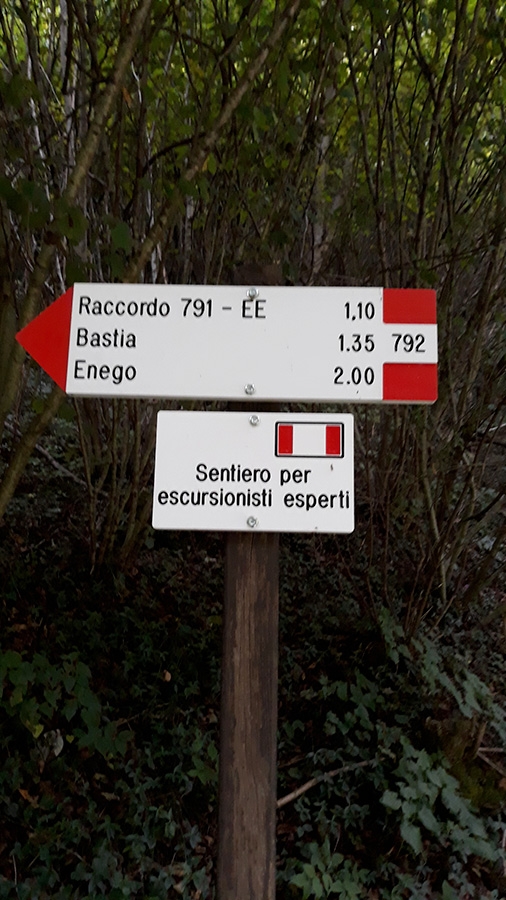 Raccordo 791 - EE 1,10
Bastia 1.35 792
Enego 2.00
Sentiero per
escursionisti esperti